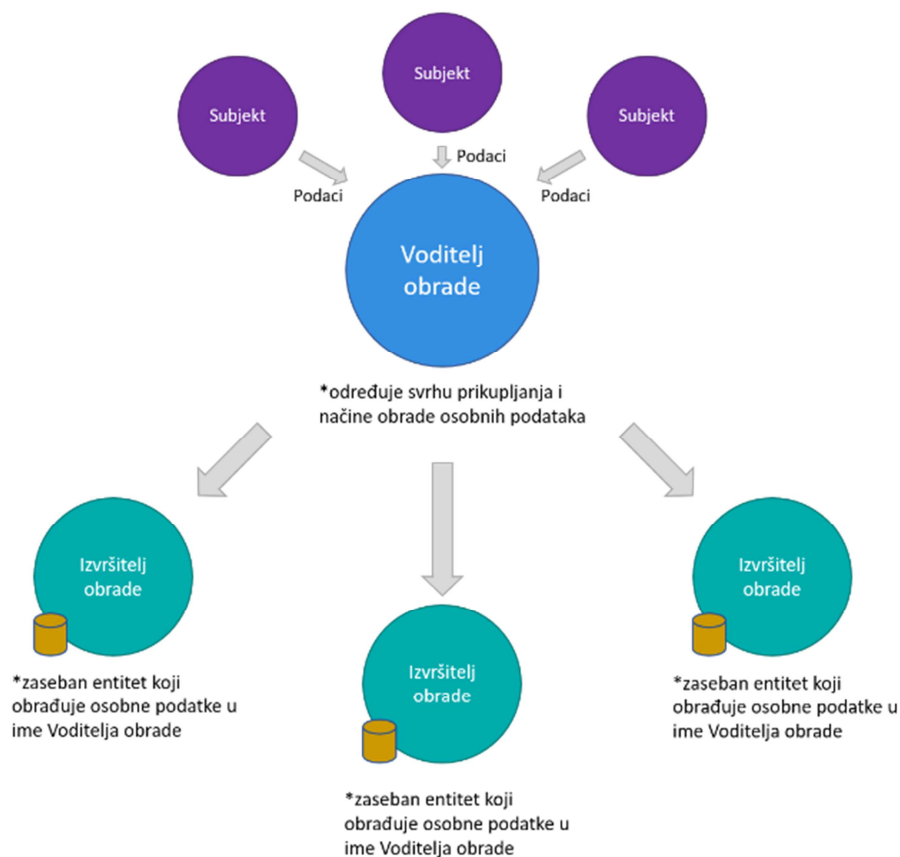 Subjekt
Subjekt
Subjekt
Podaci
Podaci
Podaci
Voditelj
obrade
*određuje svrhu prikupljanja i
načine obrade osobnih podataka
Izvršitelj
obrade
*zaseban entitet koji
obrađuje osobne podatke u
ime Voditelja obrade
Izvršitelj
obrade
*zaseban entitet koji
obrađuje osobne podatke u
ime Voditelja obrade
Izvršitelj
obrade
*zaseban entitet koji
obrađuje osobne podatke u
ime Voditelja obrade